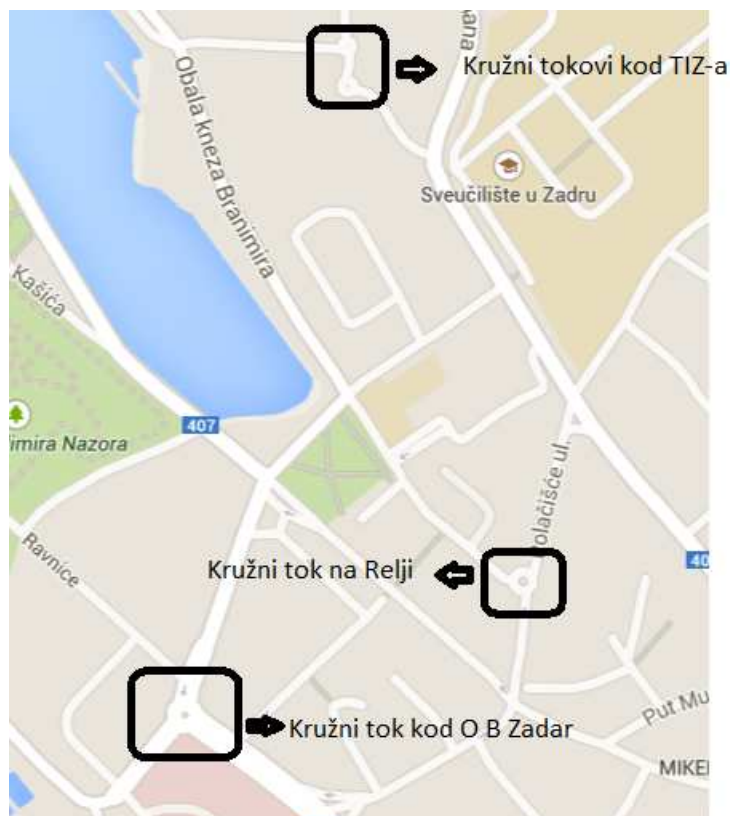 Kružni tokovi kod TIZ-a
ana
Obala kneza Branimira
Sveučilište u Zadru
Kašića
407
imira Nazora
olačišće ul.
Ravnice
Kružni tok na Relji
40
Put Mu
Kružni tok kod O B Zadar
MIKE